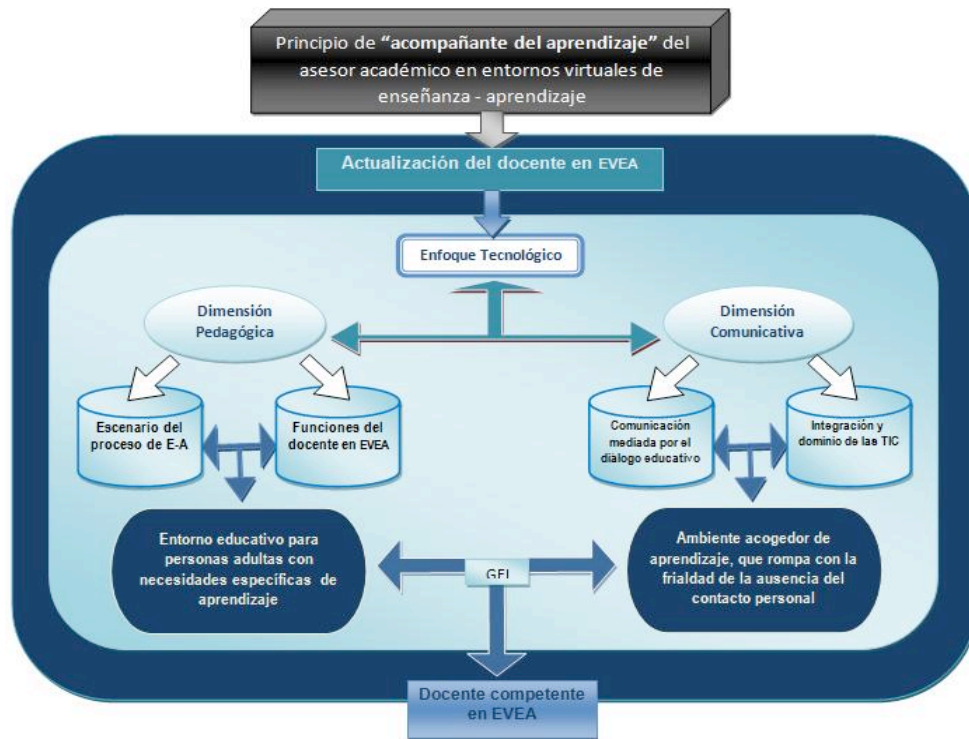 Principio de “acompañante del aprendizaje” del
asesor académico en entornos virtuales de
enseñanza - aprendizaje
Actualización del docente en EVEA
Enfoque Tecnológico
Dimensión
Pedagógica
Dimensión
Comunicativa
Escenario del
proceso de E-A
Funciones del
docente en EVEA
Comunicación
mediada por el
diálogo educativo
Integración y
dominio de las TIC
Entorno educativo para
personas adultas con
necesidades específicas de
aprendizaje
Ambiente acogedor de
aprendizaje, que rompa con la
frialdad de la ausencia del
contacto personal
Docente competente
en EVEA